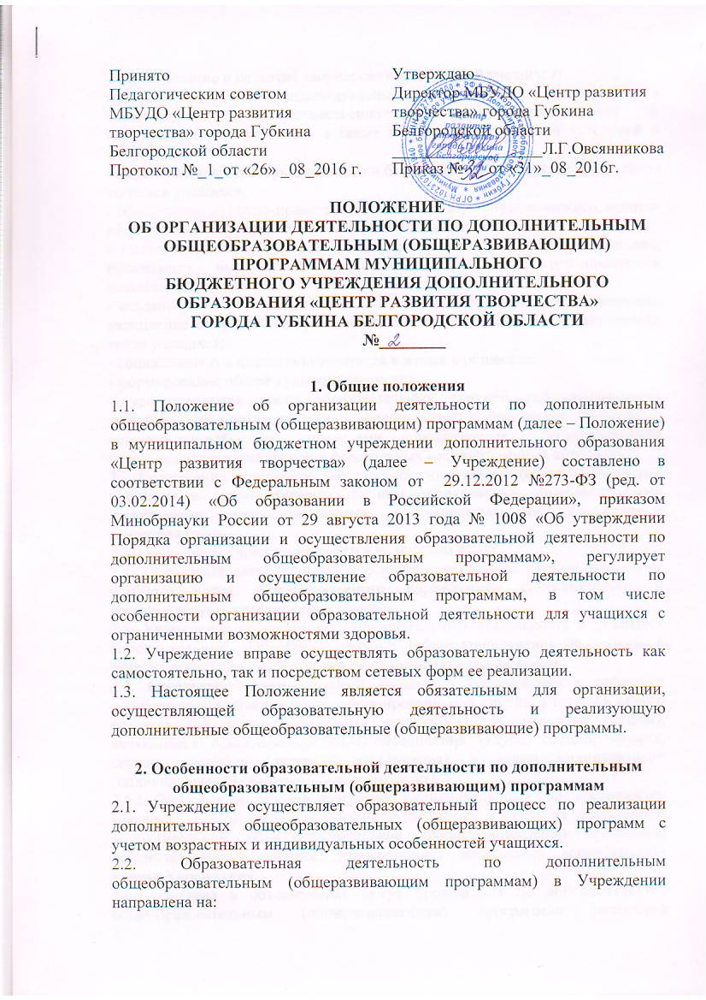 Принято
Педагогическим советом
МБУДО «Центр развития
творчества» города Губкина
Белгородской области
Протокол №_1_от «26» _08_2016 г.
Утверждаю
Директор МБУДО «Центр развития
творчества» города Губкина
Белгородской области
Л.Г.Овсянникова
Приказ № 32 от «31»_08_2016г.
«Центр
развития
творчества»
города Губкина
Белгородской
области
ПОЛОЖЕНИЕ
ОБ ОРГАНИЗАЦИИ ДЕЯТЕЛЬНОСТИ ПО ДОПОЛНИТЕЛЬНЫМ
ОБЩЕОБРАЗОВАТЕЛЬНЫМ (ОБЩЕРАЗВИВАЮЩИМ)
ПРОГРАММАМ МУНИЦИПАЛЬНОГО
БЮДЖЕТНОГО УЧРЕЖДЕНИЯ ДОПОЛНИТЕЛЬНОГО
ОБРАЗОВАНИЯ «ЦЕНТР РАЗВИТИЯ ТВОРЧЕСТВА»
ГОРОДА ГУБКИНА БЕЛГОРОДСКОЙ ОБЛАСТИ
№ 2
1. Общие положения
1.1. Положение об организации деятельности по дополнительным
общеобразовательным (общеразвивающим) программам (далее – Положение)
в муниципальном бюджетном учреждении дополнительного образования
«Центр развития творчества» (далее – Учреждение) составлено в
соответствии с Федеральным законом от 29.12.2012 №273-ФЗ (ред. от
03.02.2014) «Об образовании в Российской Федерации», приказом
Минобрнауки России от 29 августа 2013 года № 1008 «Об утверждении
Порядка организации и осуществления образовательной деятельности по
дополнительным общеобразовательным программам», регулирует
организацию и осуществление образовательной деятельности по
дополнительным общеобразовательным программам, в том числе
особенности организации образовательной деятельности для учащихся с
ограниченными возможностями здоровья.
1.2. Учреждение вправе осуществлять образовательную деятельность как
самостоятельно, так и посредством сетевых форм ее реализации.
1.3. Настоящее Положение является обязательным для организации,
осуществляющей образовательную деятельность и реализующую
дополнительные общеобразовательные (общеразвивающие) программы.
2. Особенности образовательной деятельности по дополнительным
общеобразовательным (общеразвивающим) программам
2.1. Учреждение осуществляет образовательный процесс по реализации
дополнительных общеобразовательных (общеразвивающих) программ с
учетом возрастных и индивидуальных особенностей учащихся.
2.2. Образовательная деятельность по дополнительным
общеобразовательным (общеразвивающим программам) в Учреждении
направлена на: